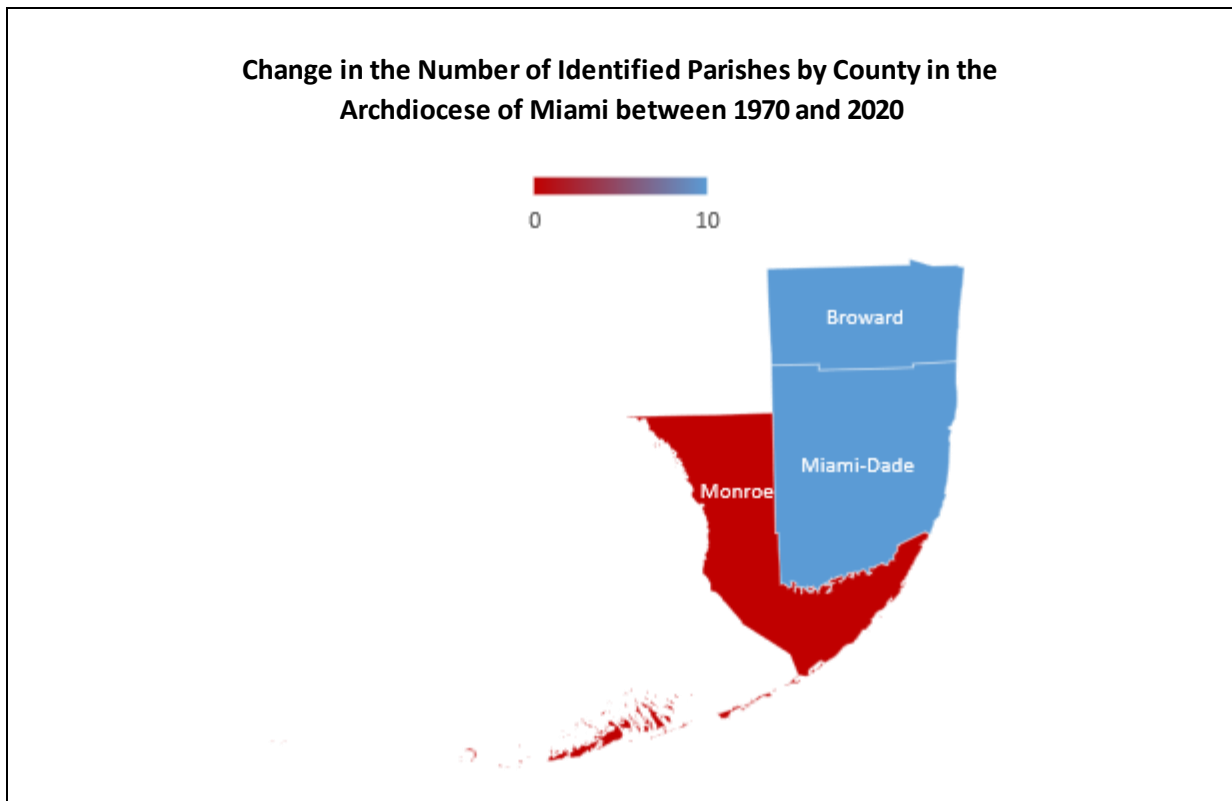 Change in the Number of Identified Parishes by County in the
Archdiocese of Miami between 1970 and 2020
0 10
Broward
Miami-Dade
Monroe